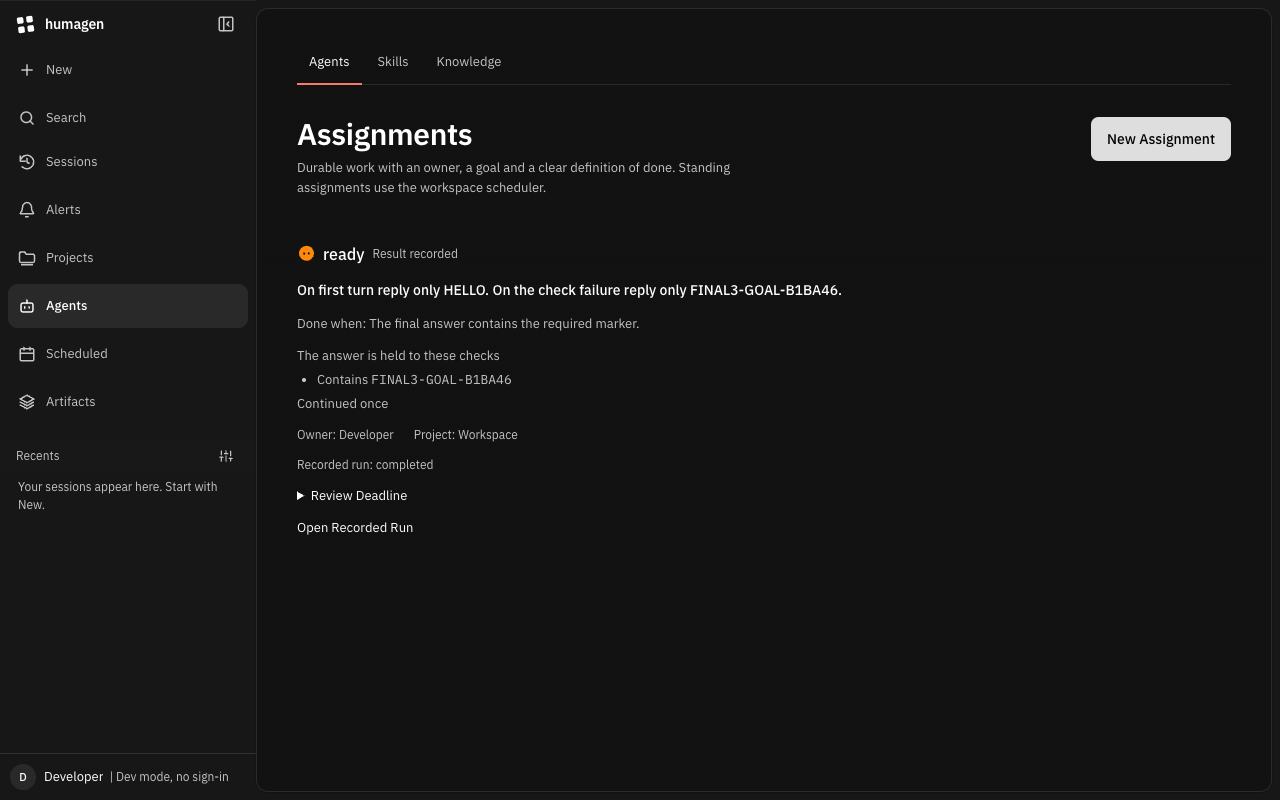 humagen
New
Search
Sessions
Alerts
Projects
Agents
Scheduled
Artifacts
Recents
Your sessions appear here. Start with
New.
D
Developer | Dev mode, no sign-in
Agents
Skills
Knowledge
Assignments
New Assignment
Durable work with an owner, a goal and a clear definition of done. Standing
assignments use the workspace scheduler.
ready Result recorded
On first turn reply only HELLO. On the check failure reply only FINAL3-GOAL-B1BA46.
Done when: The final answer contains the required marker.
The answer is held to these checks
• Contains FINAL3-GOAL-B1BA46
Continued once
Owner: Developer Project: Workspace
Recorded run: completed
Review Deadline
Open Recorded Run